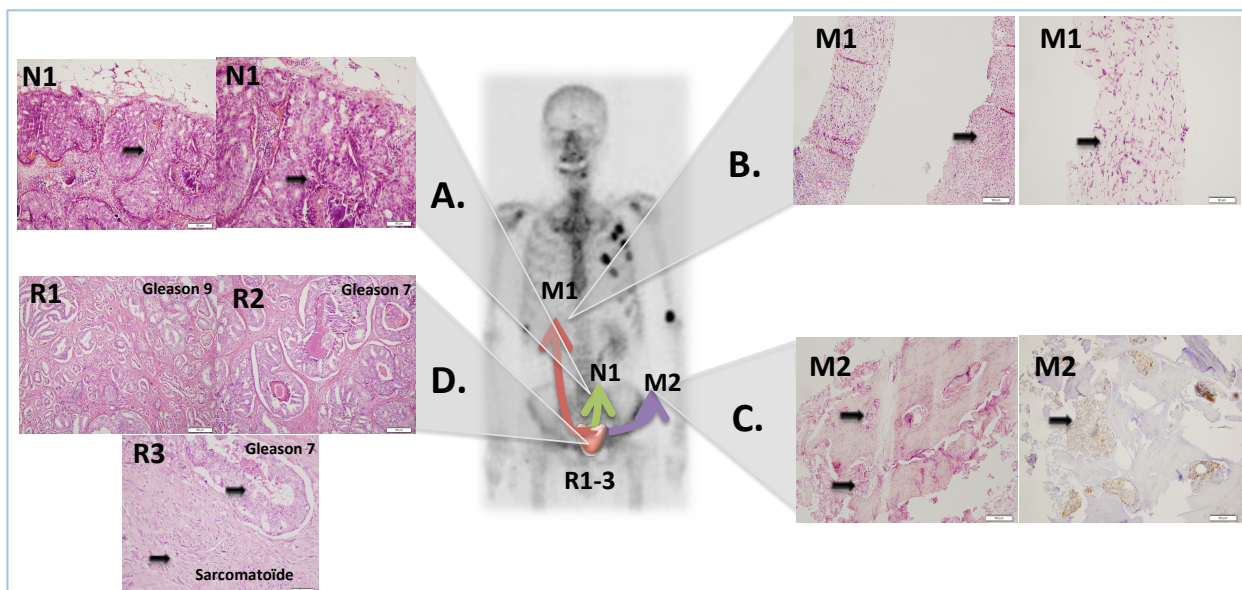 N1
N1
M1
M1
A.
B.
M1
R1
Gleason 9
R2
Gleason 7
D.
N1
M2
C.
M2
M2
R3
Gleason 7
Sarcomatoïde
R1-3